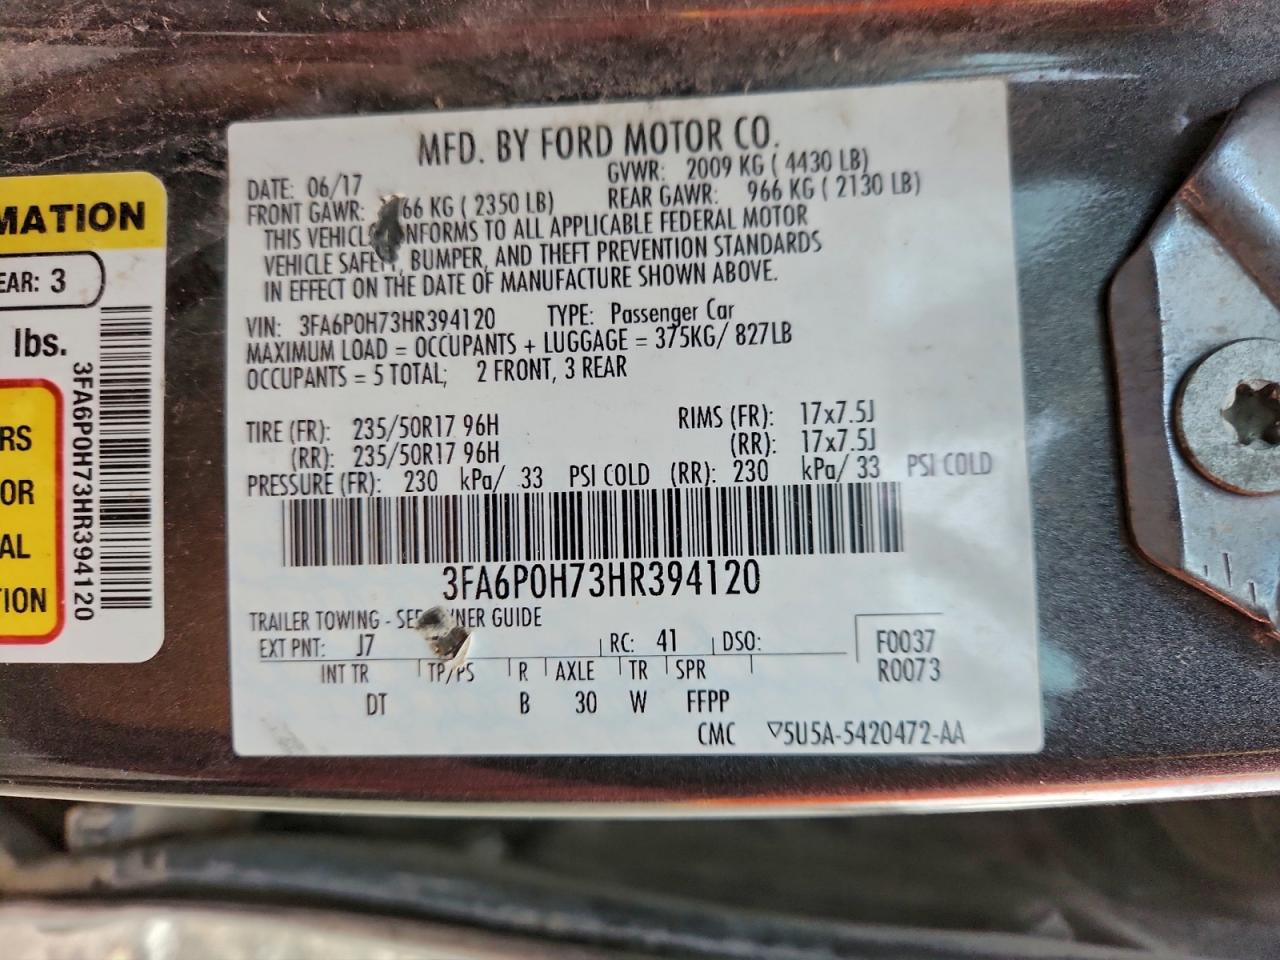 MATION
EAR: 3
lbs.
RS
OR
AL
ION
3FA6P0H73HR394120
MFD. BY FORD MOTOR CO.
DATE: 06/17 GVWR: 2009 KG ( 4430 LB)
FRONT GAWR: 66 KG ( 2350 LB) REAR GAWR: 966 KG ( 2130 LB)
THIS VEHICL NFORMS TO ALL APPLICABLE FEDERAL MOTOR
VEHICLE SAFETY, BUMPER, AND THEFT PREVENTION STANDARDS
IN EFFECT ON THE DATE OF MANUFACTURE SHOWN ABOVE.
VIN: 3FA6P0H73HR394120 TYPE: Passenger Car
MAXIMUM LOAD = OCCUPANTS + LUGGAGE = 375KG/ 827LB
OCCUPANTS = 5 TOTAL; 2 FRONT, 3 REAR
TIRE (FR): 235/50R17 96H RIMS (FR): 17x7.5J
(RR): 235/50R17 96H (RR): 17x7.5J
PRESSURE (FR): 230 kPa/ 33 PSI COLD (RR): 230 kPa/ 33 PSI COLD
3FA6P0H73HR394120
TRAILER TOWING - SEE WNER GUIDE
EXT PNT: J7 RC: 41 DSO: F0037
INT TR TP/PS R AXLE TR SPR R0073
DT B 30 W FFPP
CMC ▽5U5A-5420472-AA